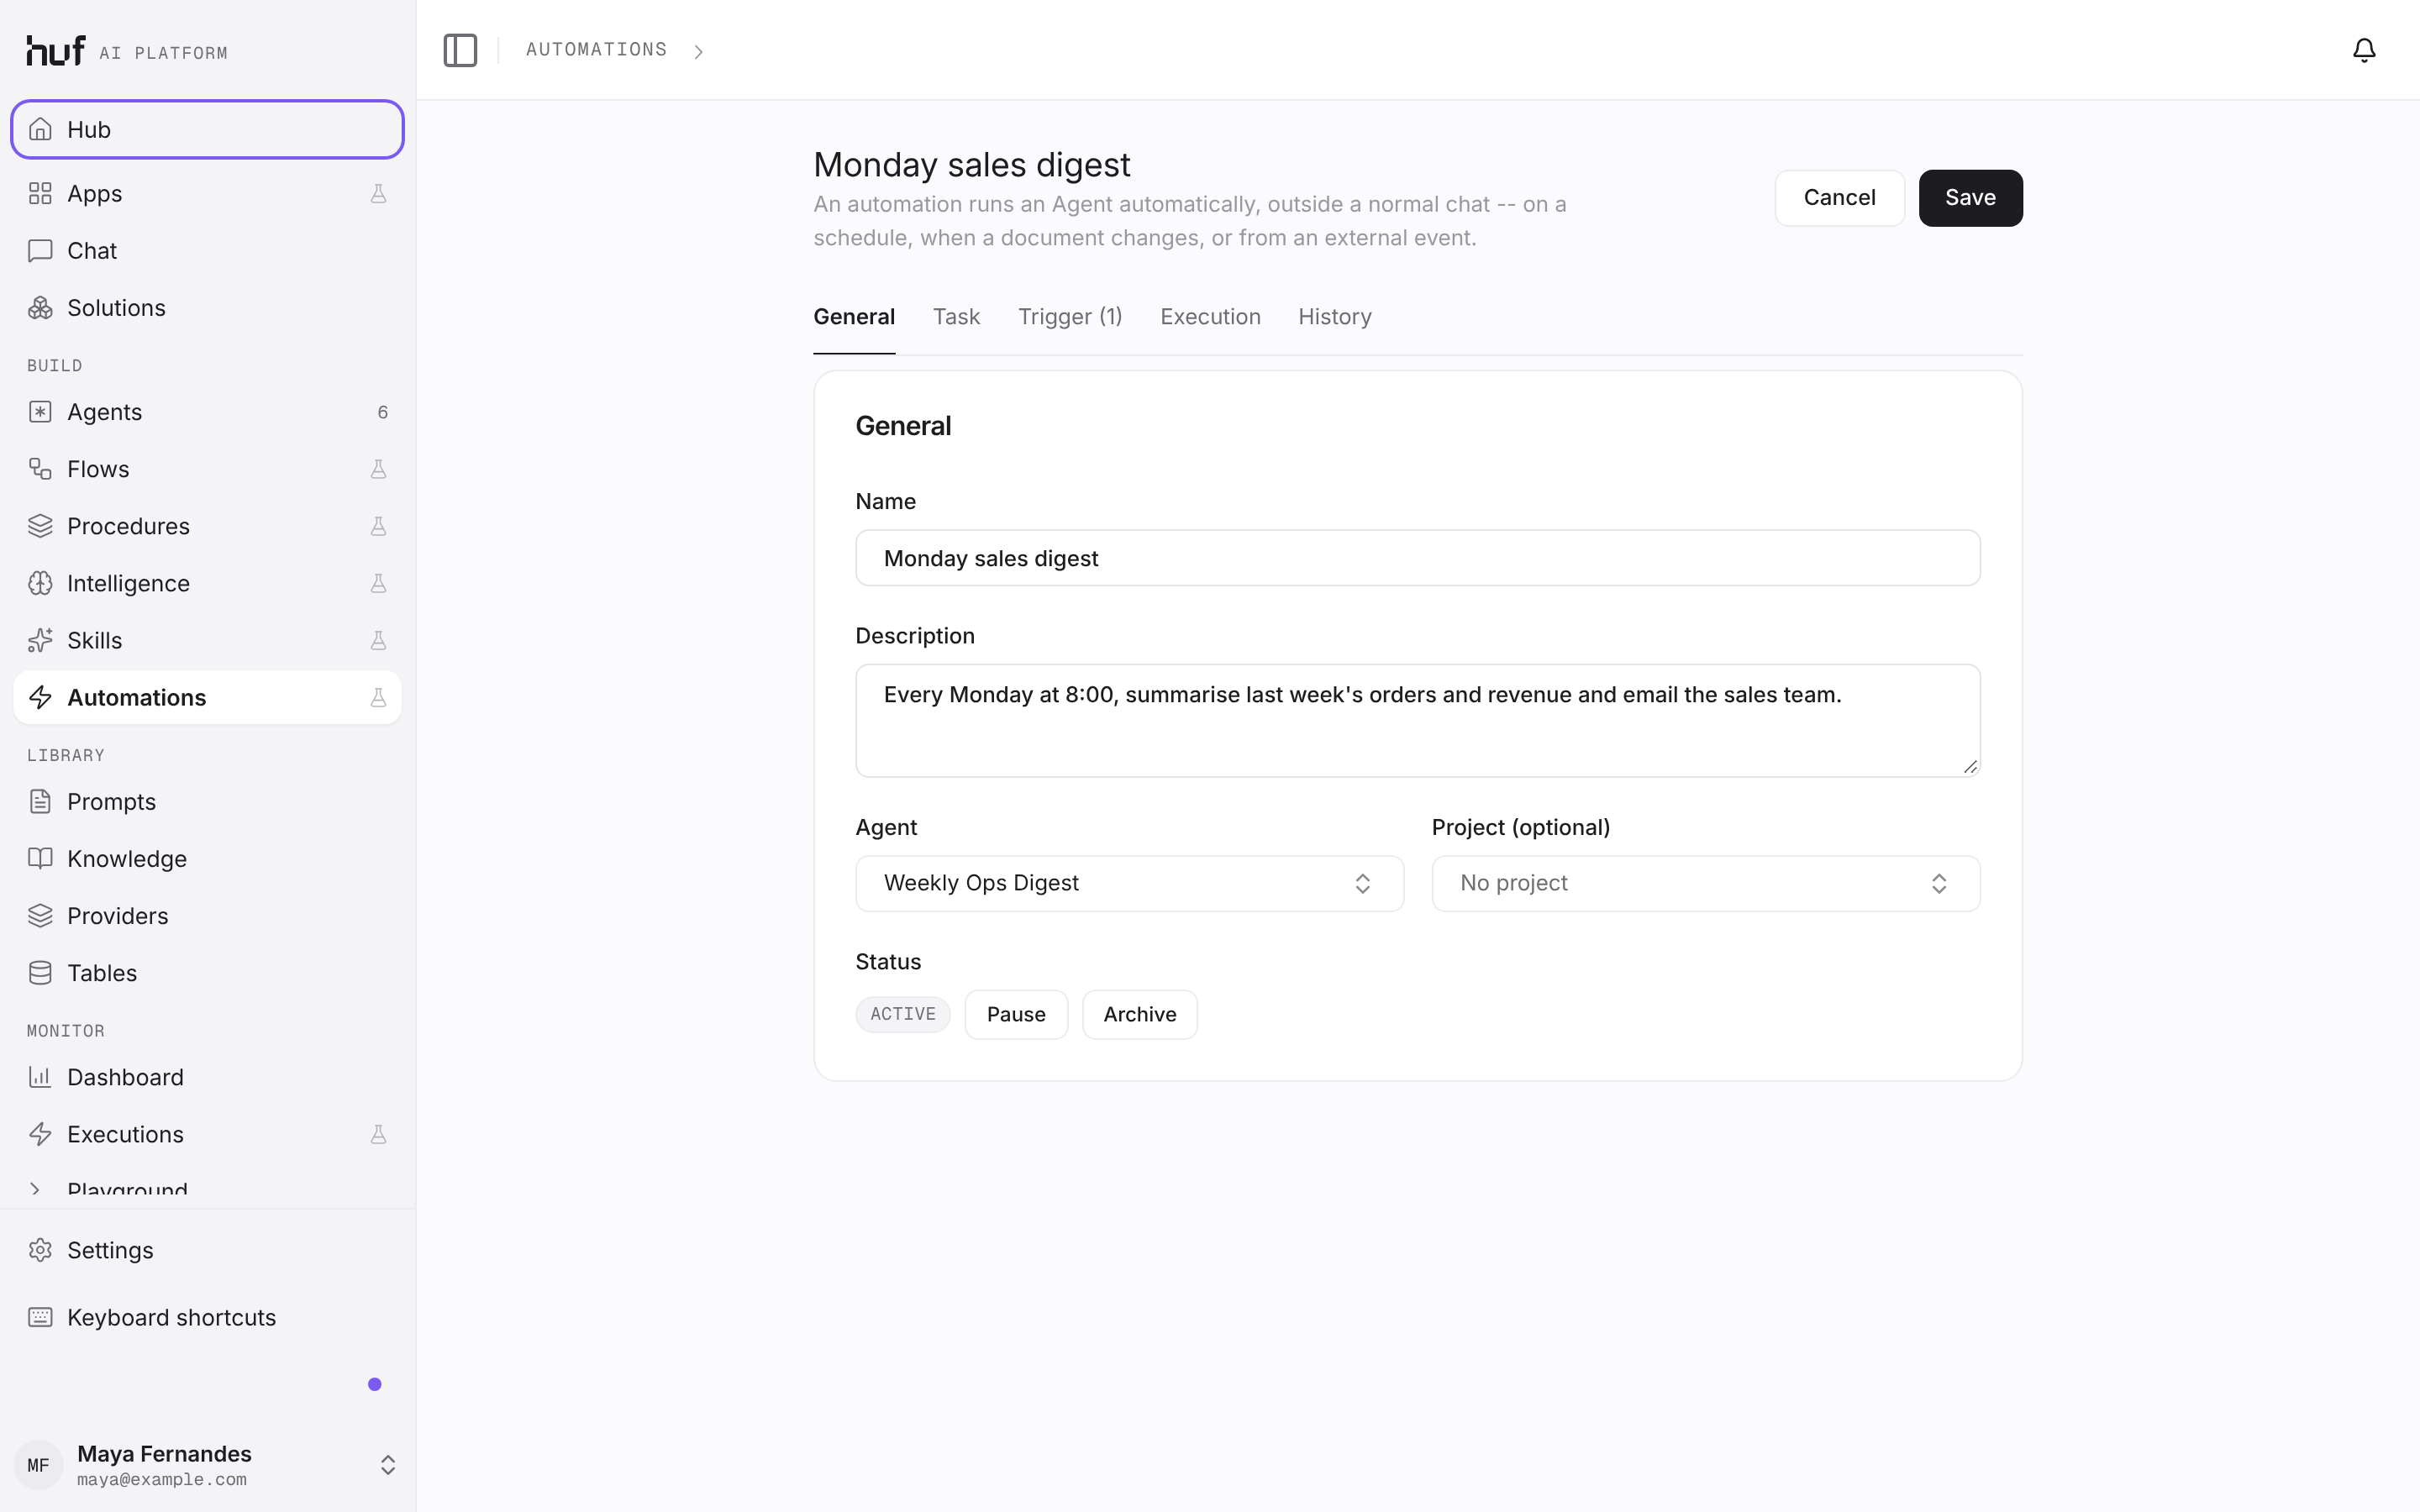 huf AI PLATFORM
Hub
Apps
Chat
Solutions
BUILD
Agents 6
Flows
Procedures
Intelligence
Skills
Automations
LIBRARY
Prompts
Knowledge
Providers
Tables
MONITOR
Dashboard
Executions
Playground
Settings
Keyboard shortcuts
MF
Maya Fernandes
maya@example.com
AUTOMATIONS
Monday sales digest
An automation runs an Agent automatically, outside a normal chat -- on a
schedule, when a document changes, or from an external event.
Cancel
Save
General Task Trigger (1) Execution History
General
Name
Monday sales digest
Description
Every Monday at 8:00, summarise last week's orders and revenue and email the sales team.
Agent
Weekly Ops Digest
Project (optional)
No project
Status
ACTIVE Pause Archive